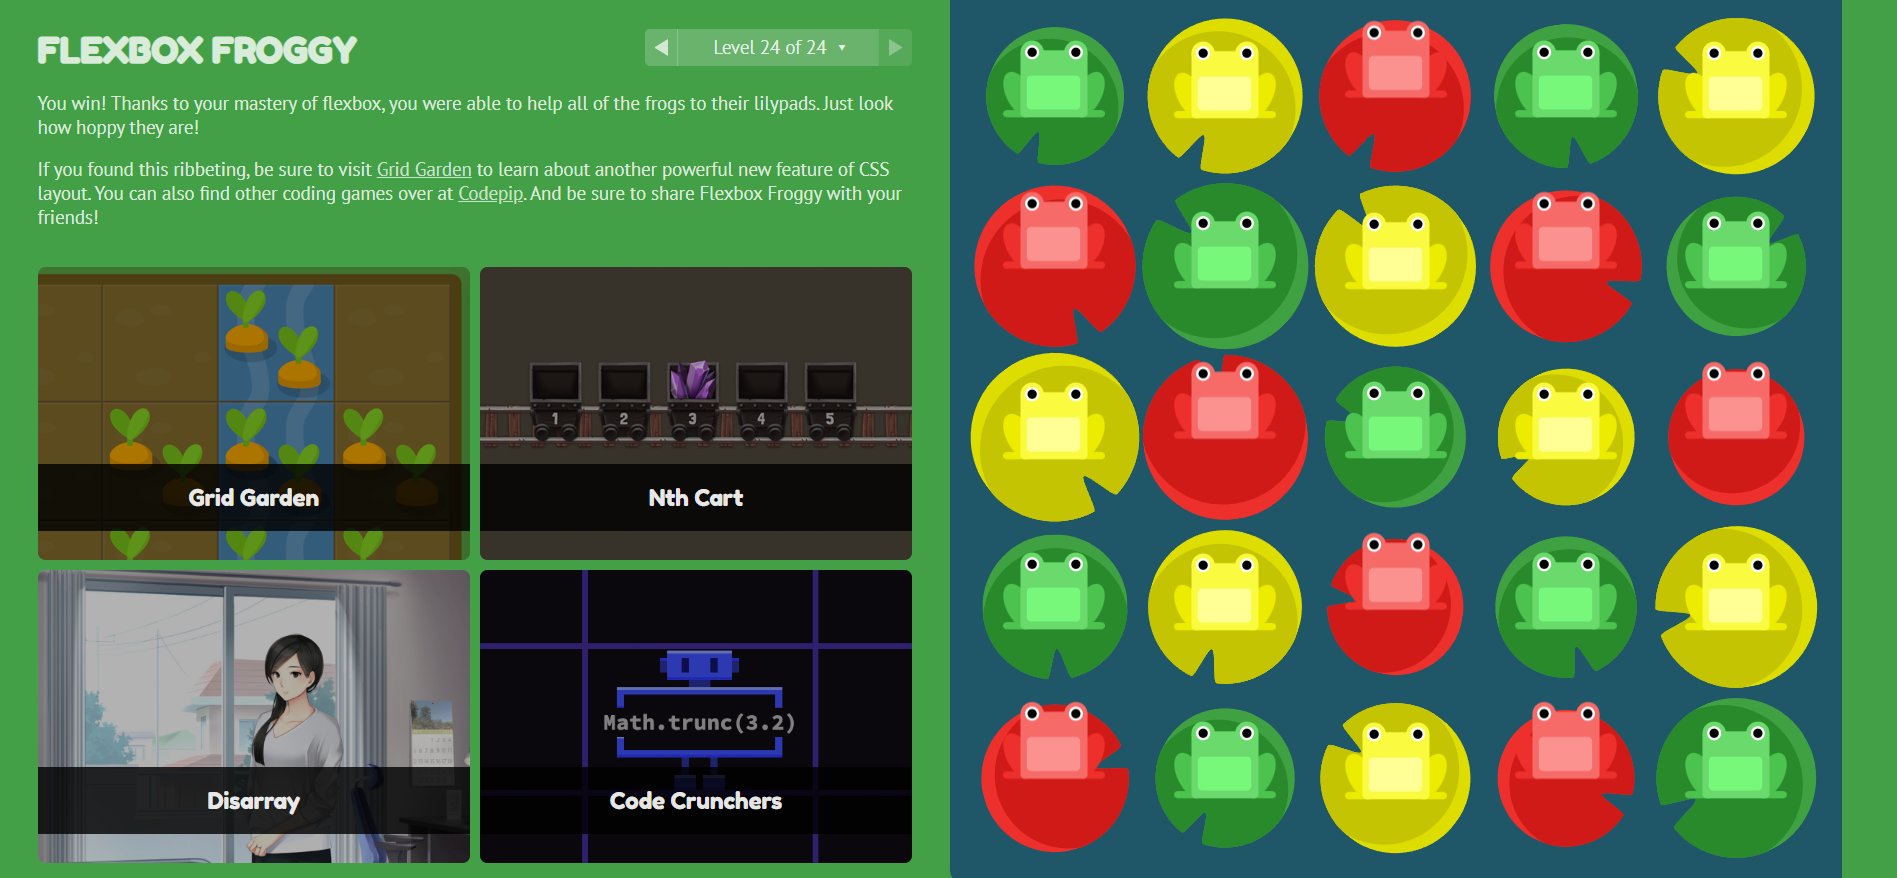 FLEXBOX FROGGY
Level 24 of 24
You win! Thanks to your mastery of flexbox, you were able to help all of the frogs to their lilypads. Just look
how hoppy they are!
If you found this ribbeting, be sure to visit Grid Garden to learn about another powerful new feature of CSS
layout. You can also find other coding games over at Codepip. And be sure to share Flexbox Froggy with your
friends!
Grid Garden
1 2 3 4 5
Nth Cart
Disarray
Math.trunc(3.2)
Code Crunchers